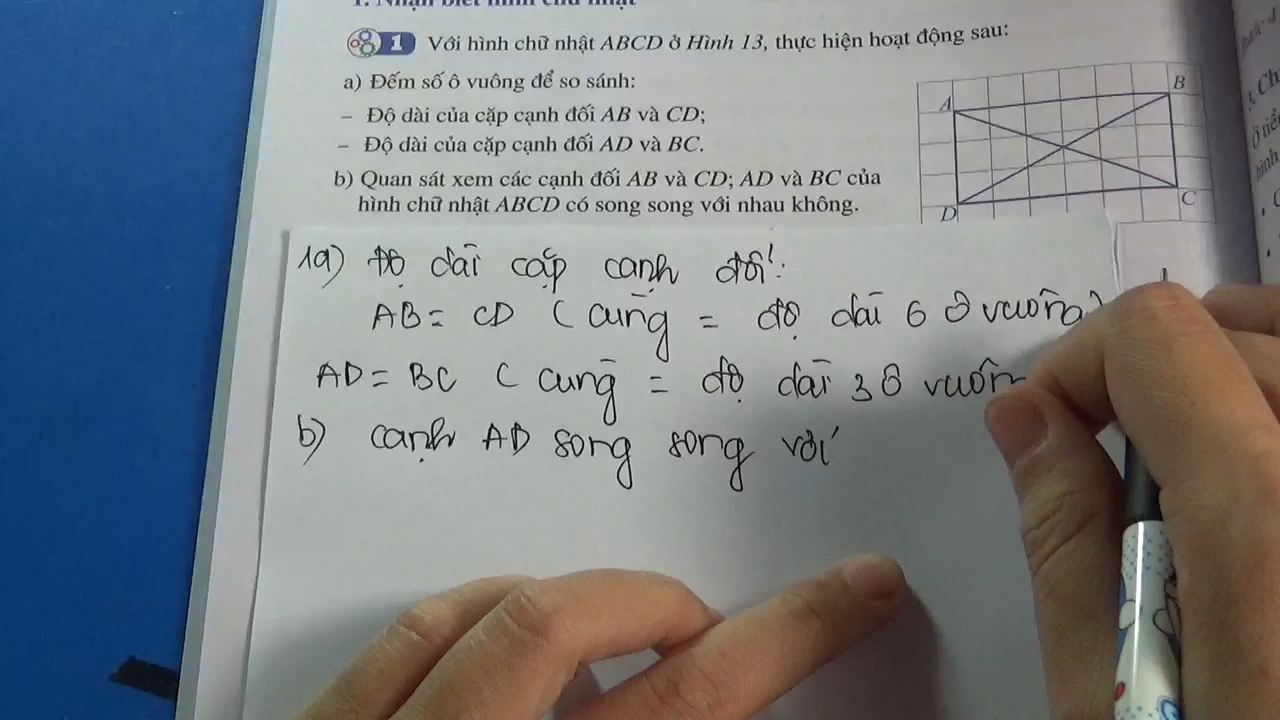 1 Với hình chữ nhật ABCD ở Hình 13, thực hiện hoạt động sau:
a) Đếm số ô vuông để so sánh:
– Độ dài của cặp cạnh đối AB và CD;
– Độ dài của cặp cạnh đối AD và BC.
b) Quan sát xem các cạnh đối AB và CD; AD và BC của
hình chữ nhật ABCD có song song với nhau không.
A
B
D
C
1a) Độ dài cặp cạnh đối:
AB = CD ( cùng = độ dài 6 ô vuông)
AD = BC ( cùng = độ dài 3 ô vuôn
b) cạnh AD song song với